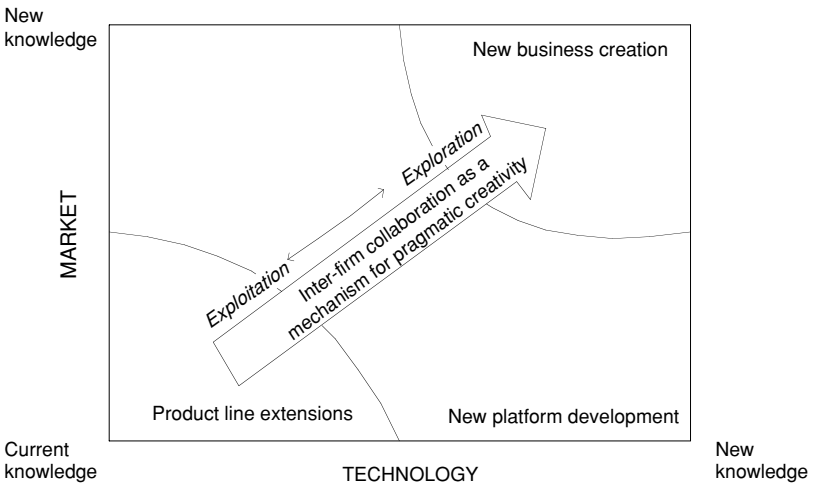 New
knowledge
New business creation
MARKET
Exploration
Exploitation
Inter-firm collaboration as a
mechanism for pragmatic creativity
Product line extensions
New platform development
Current
knowledge
TECHNOLOGY
New
knowledge